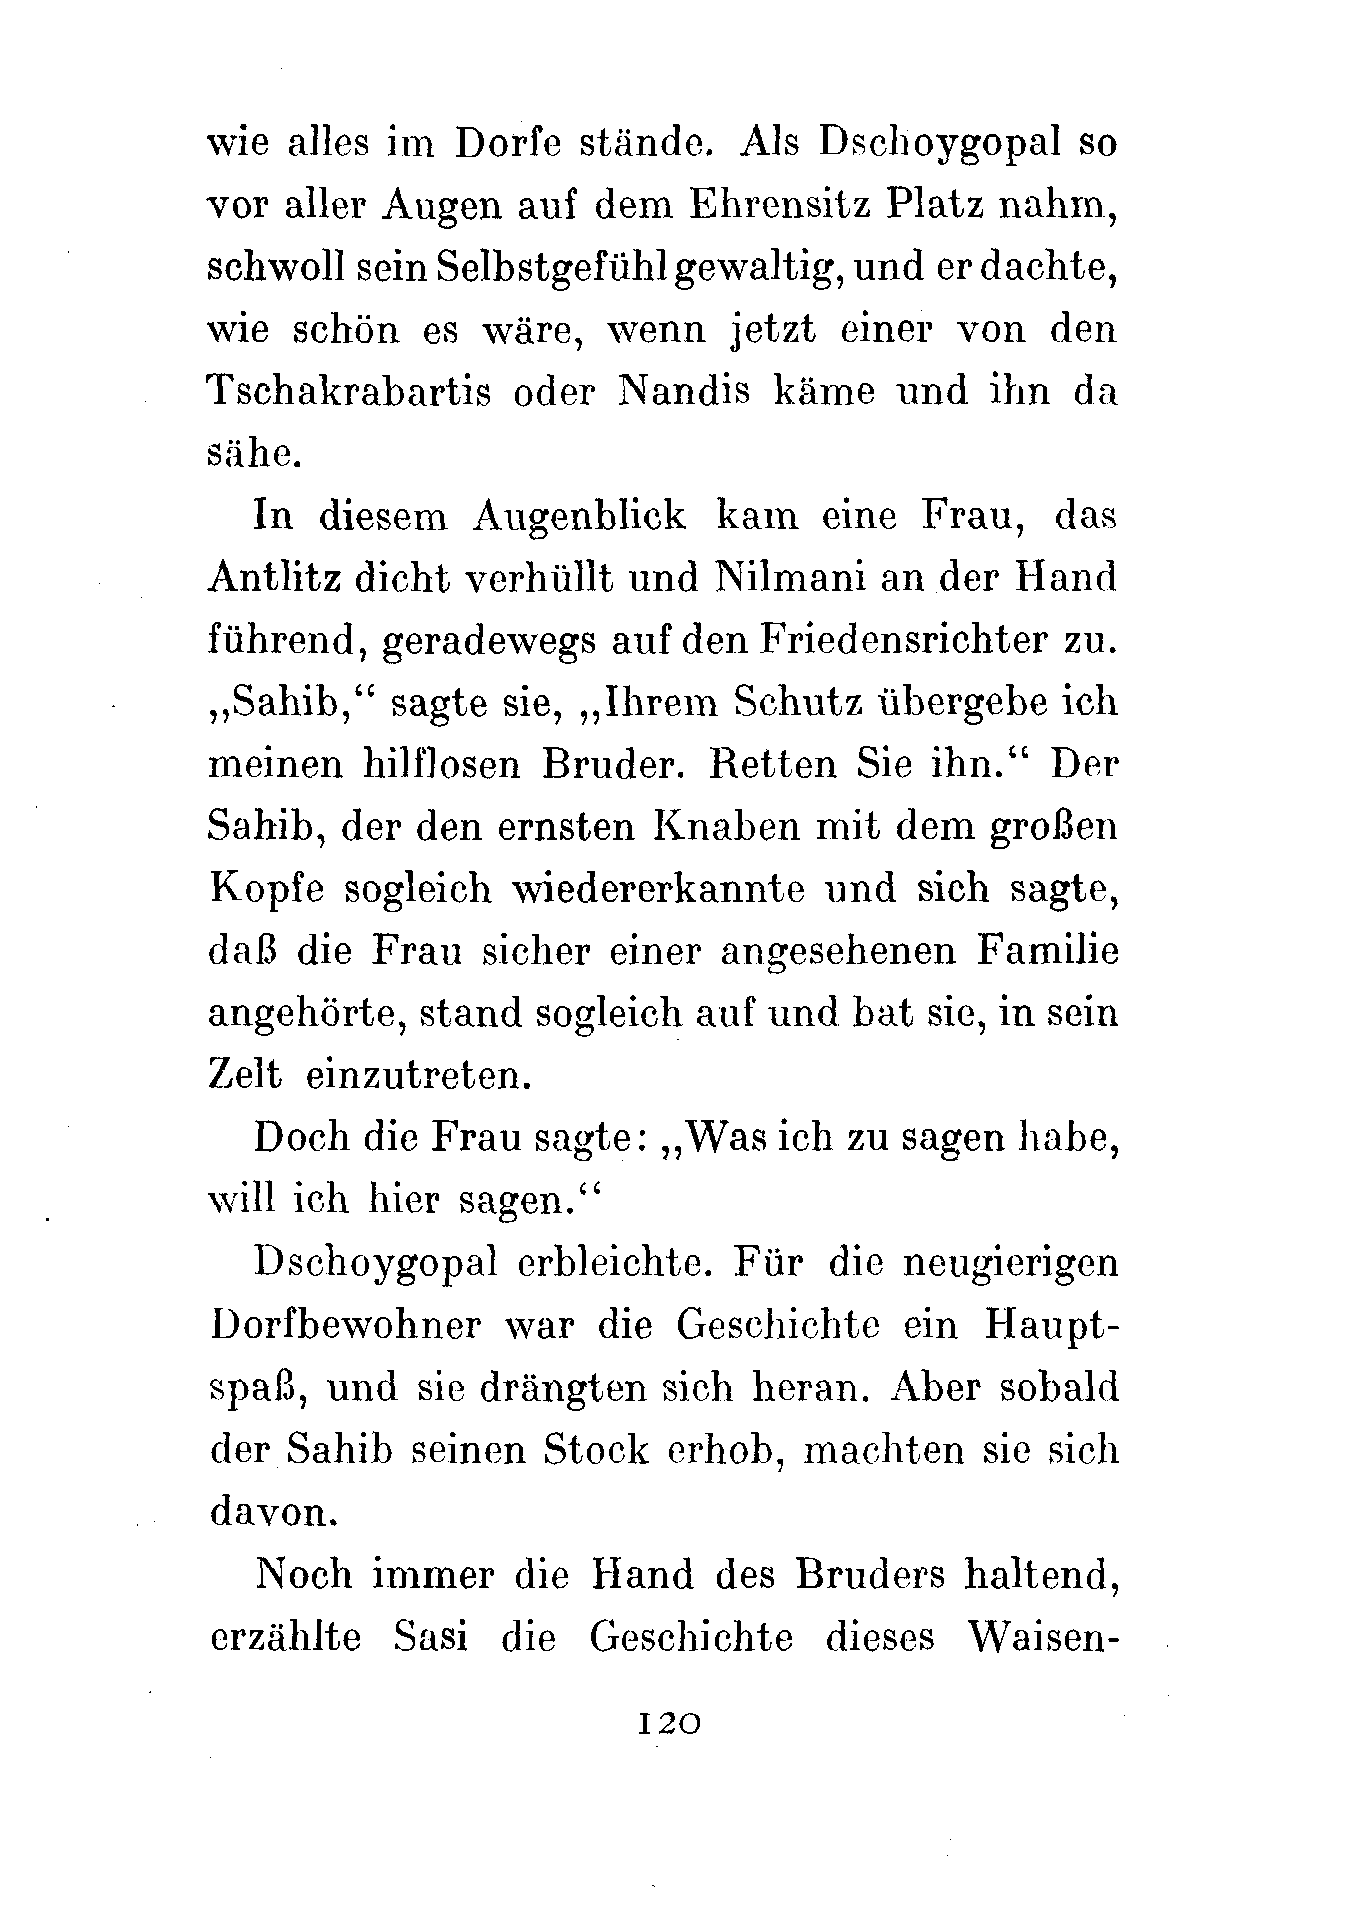 wie alles im Dorfe stände. Als Dschoygopal so
vor aller Augen auf dem Ehrensitz Platz nahm,
schwoll sein Selbstgefühl gewaltig, und er dachte,
wie schön es wäre, wenn jetzt einer von den
Tschakrabartis oder Nandis käme und ihn da
sähe.
In diesem Augenblick kam eine Frau, das
Antlitz dicht verhüllt und Nilmani an der Hand
führend, geradewegs auf den Friedensrichter zu.
„Sahib,“ sagte sie, „Ihrem Schutz übergebe ich
meinen hilflosen Bruder. Retten Sie ihn.“ Der
Sahib, der den ernsten Knaben mit dem großen
Kopfe sogleich wiedererkannte und sich sagte,
daß die Frau sicher einer angesehenen Familie
angehörte, stand sogleich auf und bat sie, in sein
Zelt einzutreten.
Doch die Frau sagte: „Was ich zu sagen habe,
will ich hier sagen.“
Dschoygopal erbleichte. Für die neugierigen
Dorfbewohner war die Geschichte ein Haupt-
spaß, und sie drängten sich heran. Aber sobald
der Sahib seinen Stock erhob, machten sie sich
davon.
Noch immer die Hand des Bruders haltend,
erzählte Sasi die Geschichte dieses Waisen-
120